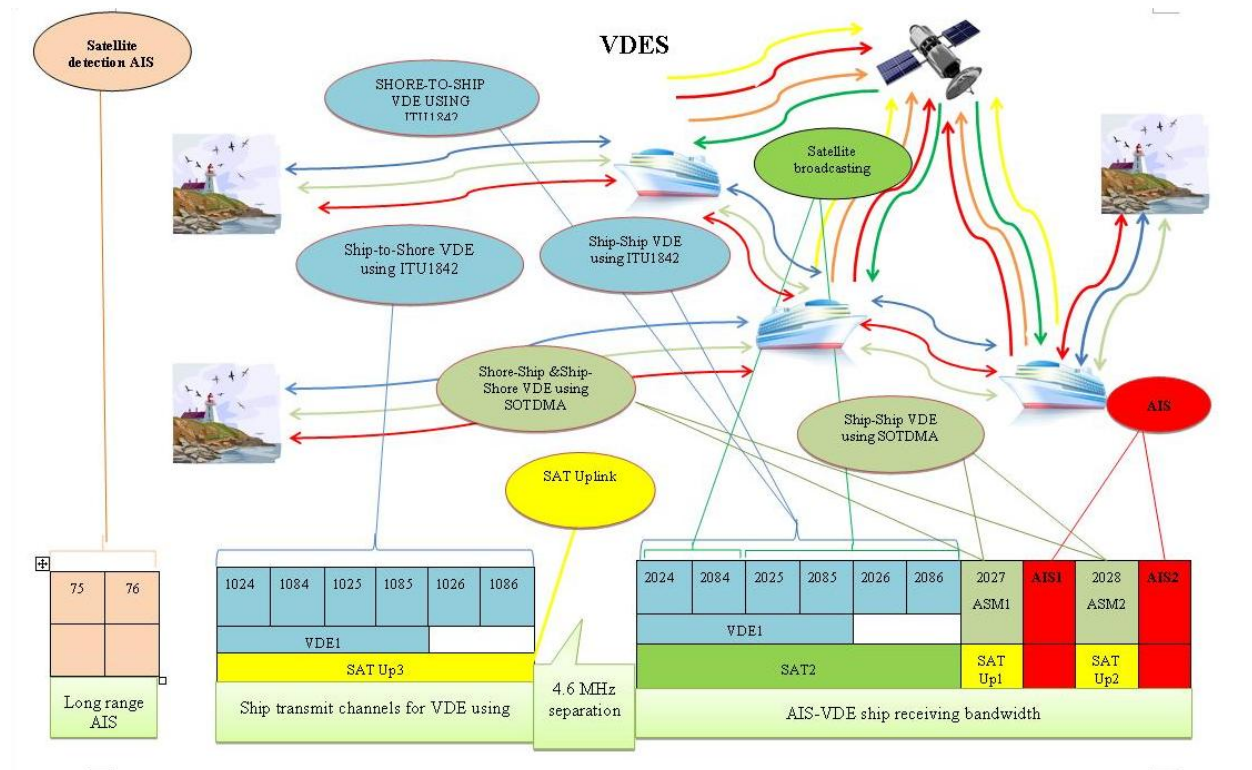 VDES
Satellite
detection AIS
SHORE-TO-SHIP
VDE USING
ITU1842
Satellite
broadcasting
Ship-to-Shore VDE
using ITU1842
Ship-Ship VDE
using ITU1842
Shore-Ship &Ship-
Shore VDE using
SOTDMA
Ship-Ship VDE
using SOTDMA
AIS
SAT Uplink
75 76
1024 1084 1025 1085 1026 1086
2024 2084 2025 2085 2026 2086 2027 AIS1 2028 AIS2
ASM1 ASM2
VDE1
VDE1
SAT Up3
SAT2
SAT
Up1
SAT
Up2
Long range
AIS
Ship transmit channels for VDE using
4.6 MHz
separation
AIS-VDE ship receiving bandwidth